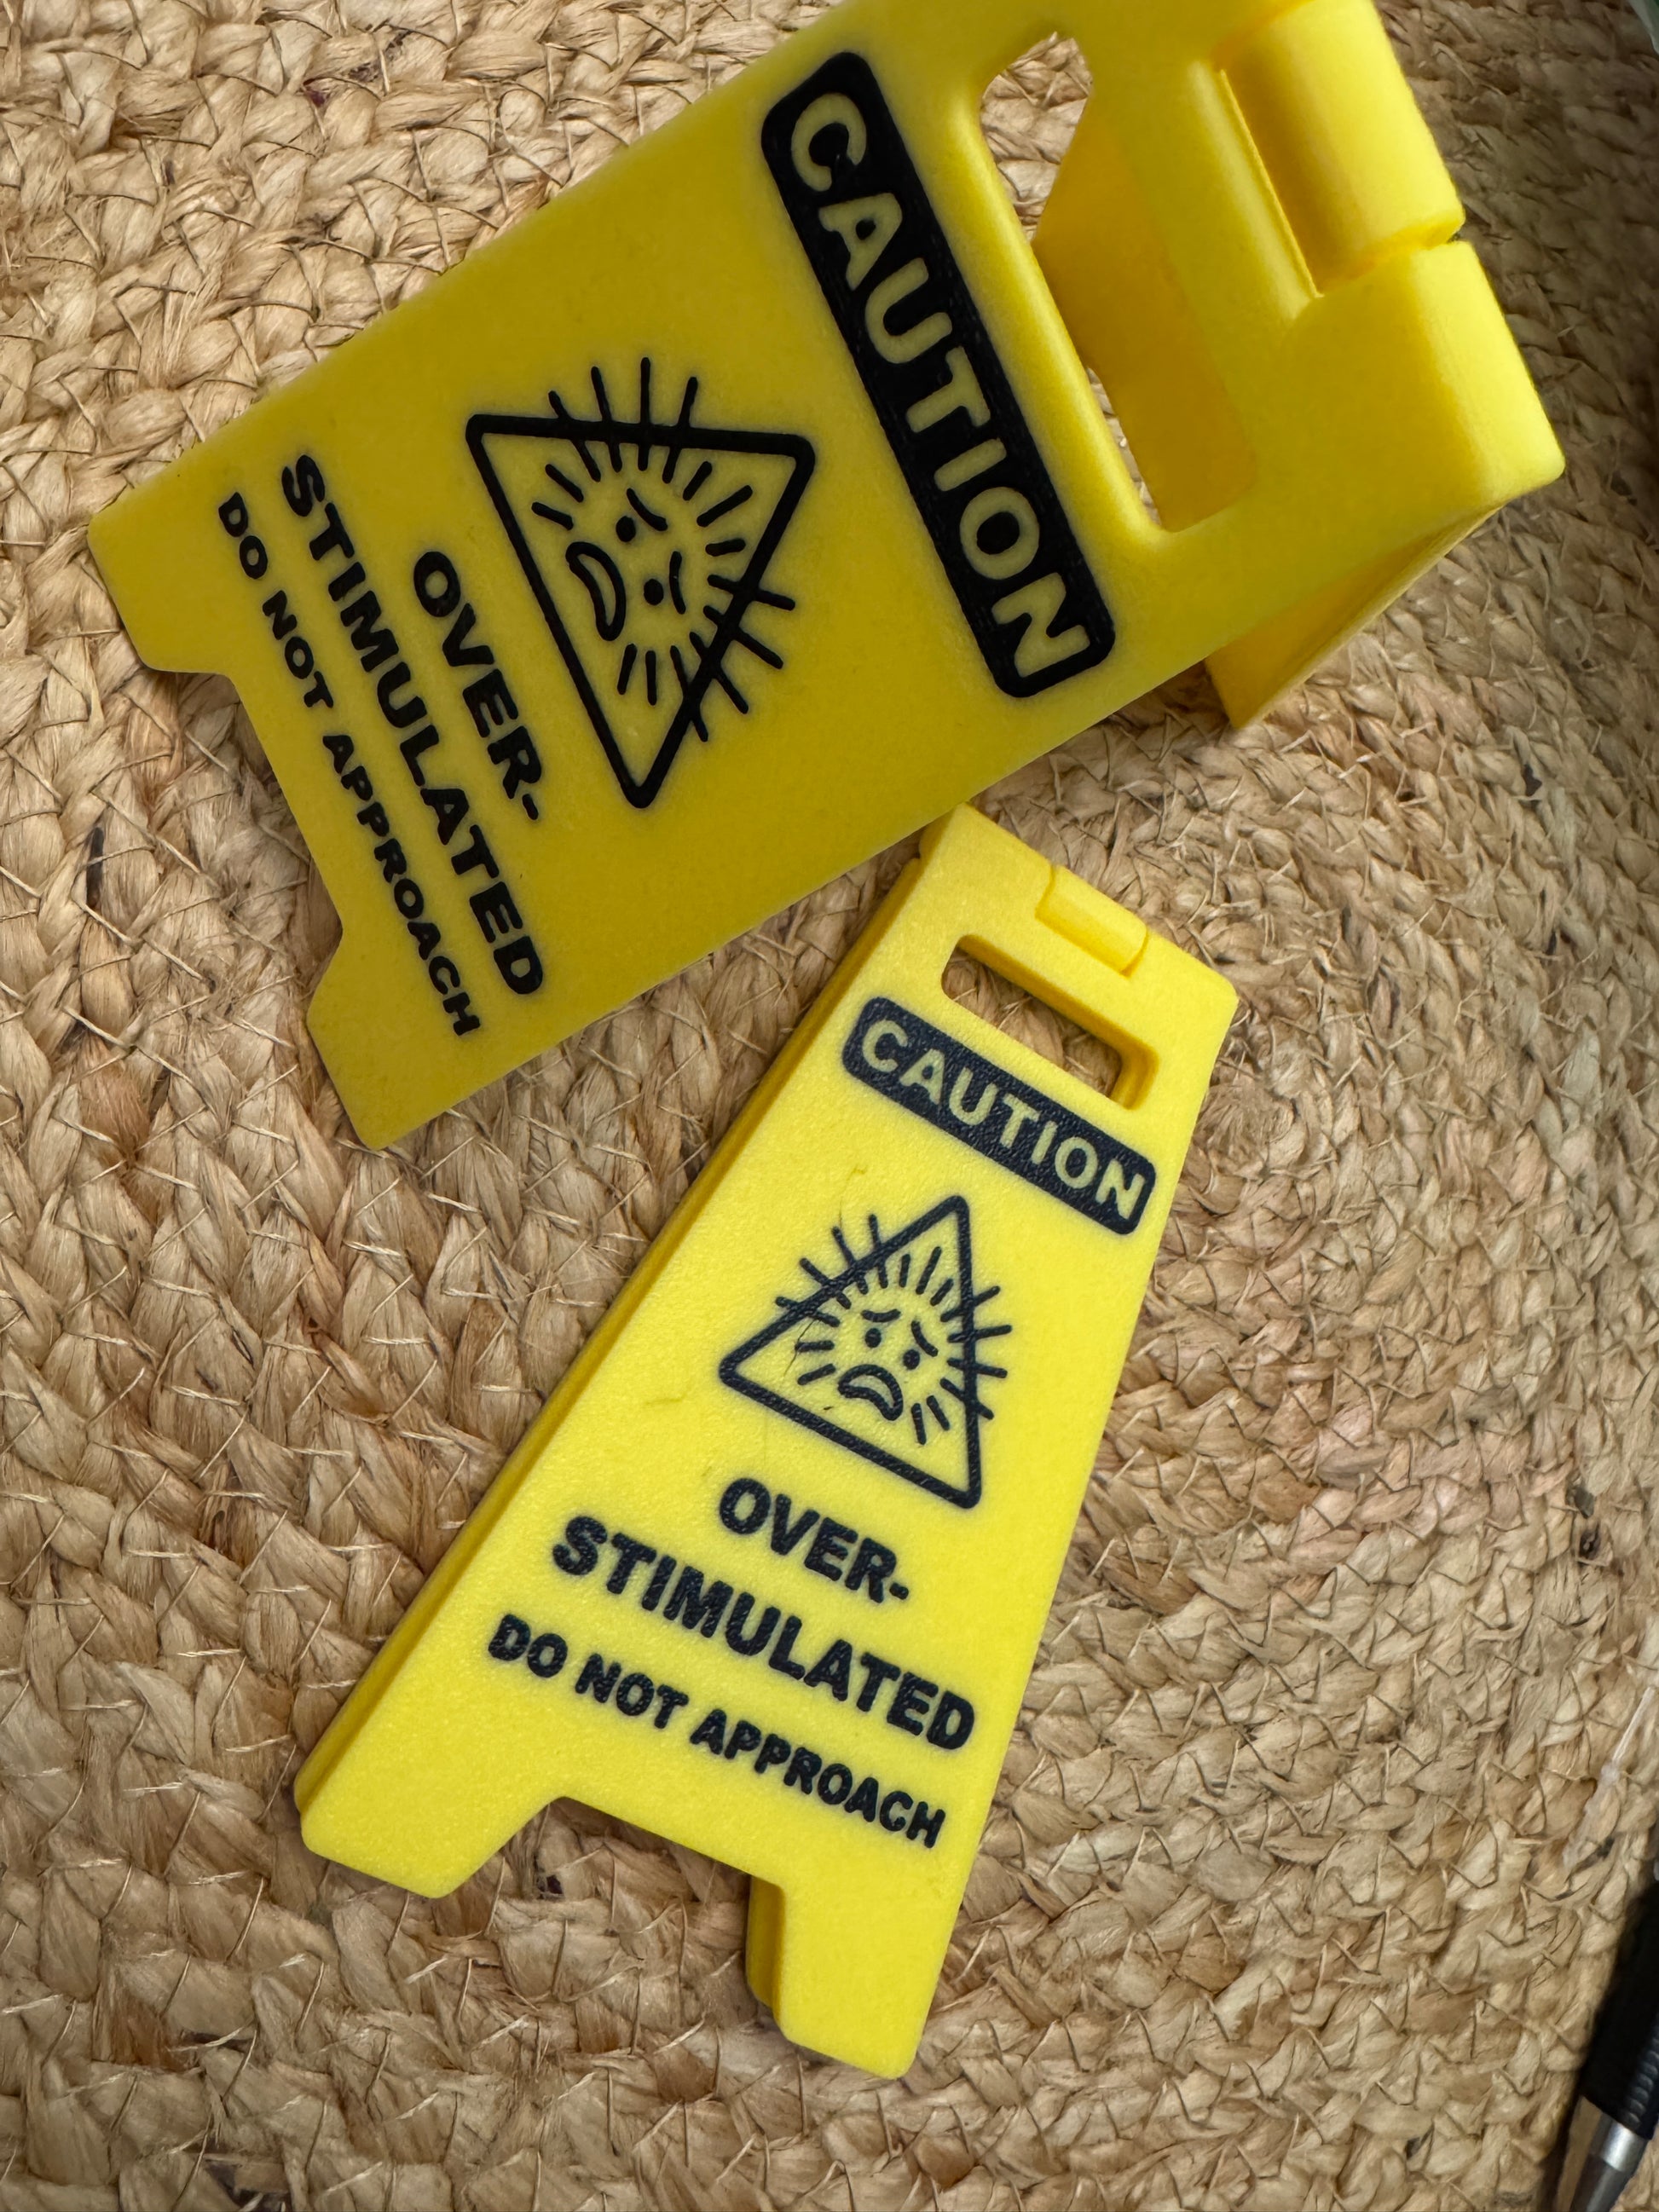 CAUTION
OVER-
STIMULATED
DO NOT APPROACH
CAUTION
OVER-
STIMULATED
DO NOT APPROACH